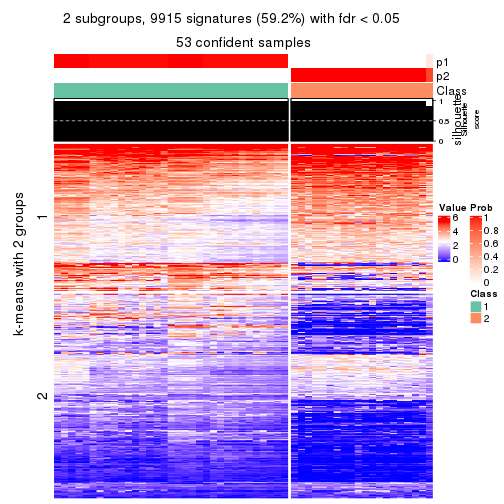 2 subgroups, 9915 signatures (59.2%) with fdr < 0.05
53 confident samples
p1
p2
Class
silhouette
Silhouette
score
1
0.5
0
k-means with 2 groups
1
2
Value
6
4
2
0
Prob
1
0.8
0.6
0.4
0.2
0
Class
1
2